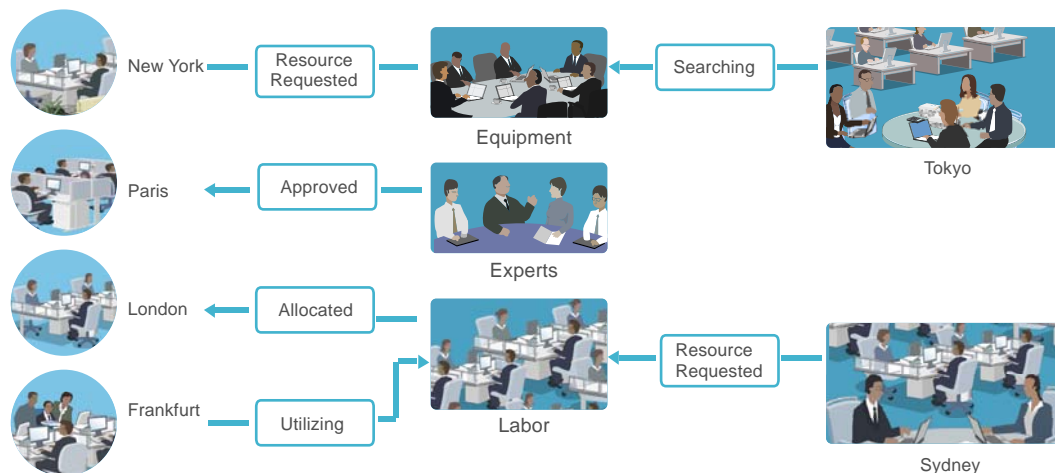 New York
Resource
Requested
Equipment
Searching
Tokyo
Paris
Approved
Experts
London
Allocated
Labor
Resource
Requested
Sydney
Frankfurt
Utilizing